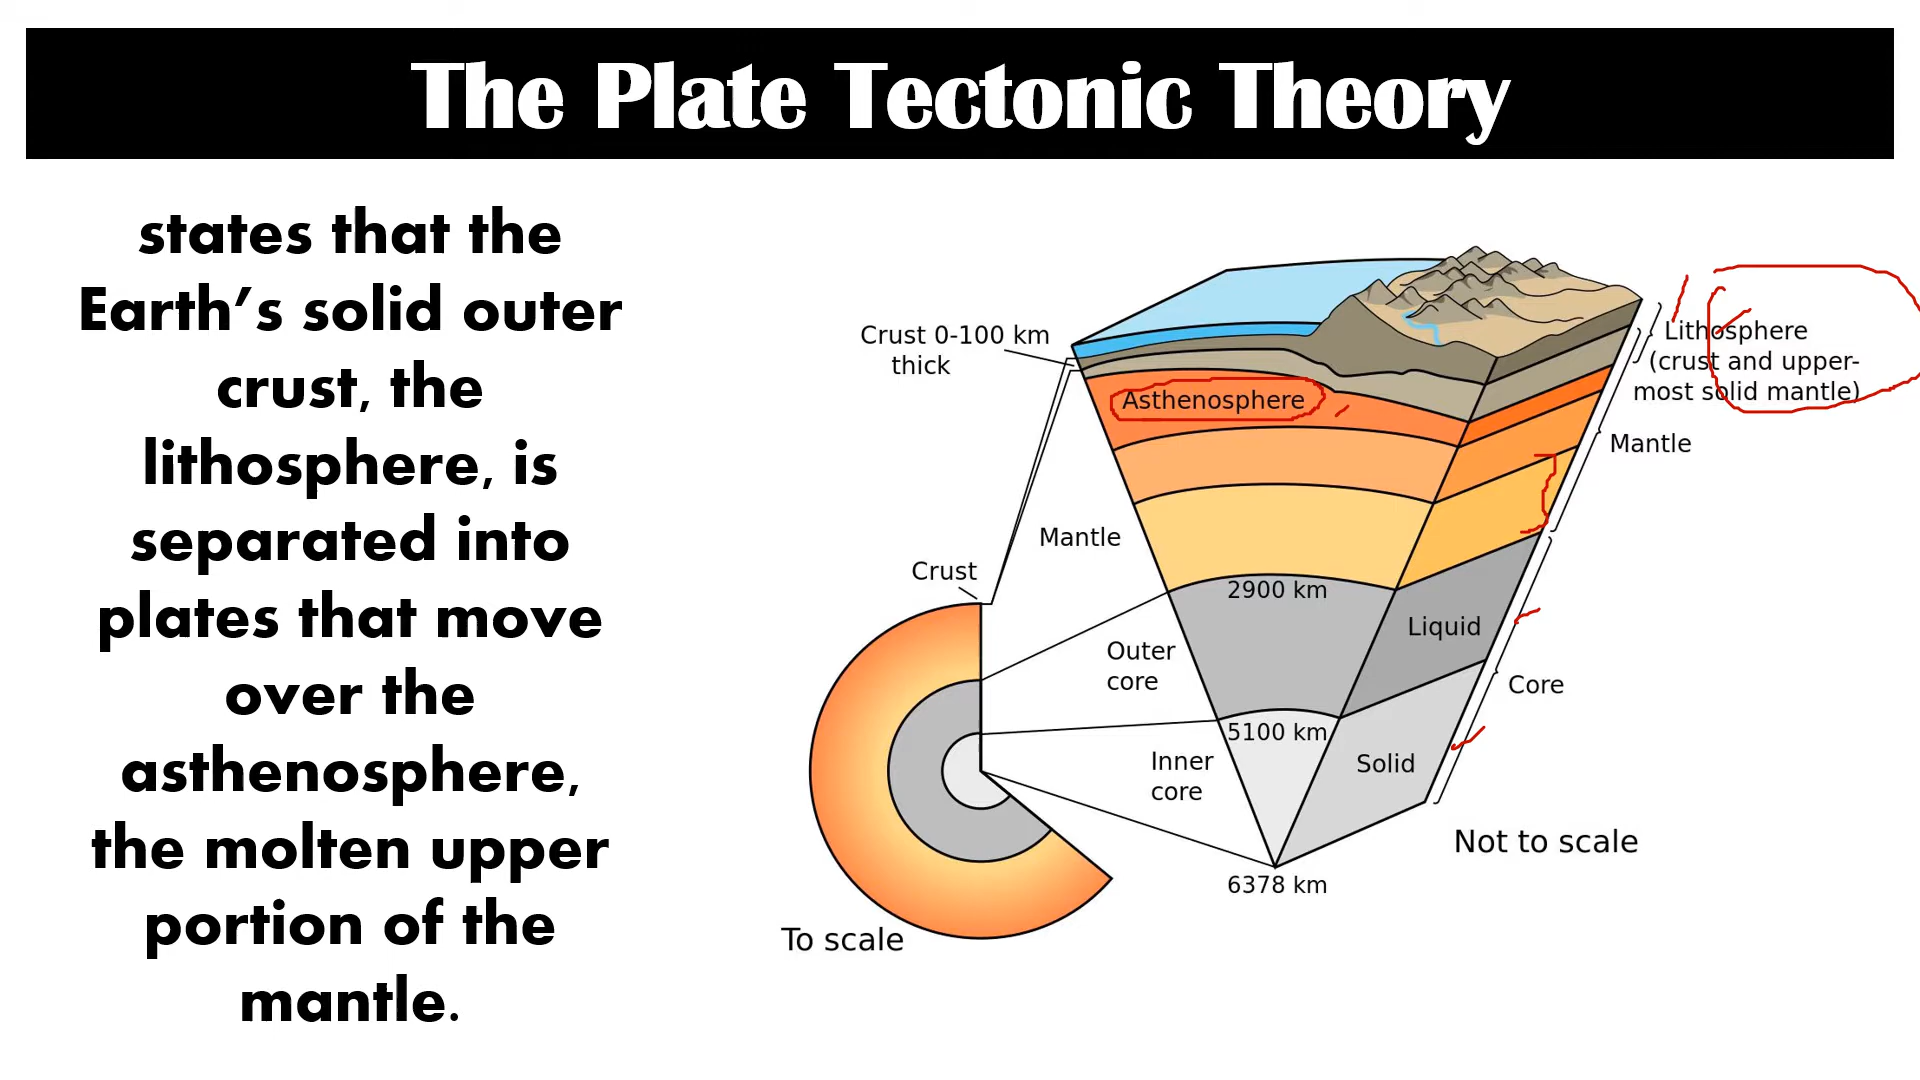 The Plate Tectonic Theory
states that the
Earth’s solid outer
crust, the
lithosphere, is
separated into
plates that move
over the
asthenosphere,
the molten upper
portion of the
mantle.
Crust 0-100 km
thick
Asthenosphere
Lithosphere
(crust and upper-
most solid mantle)
Mantle
Mantle
Crust
2900 km
Liquid
Outer
core
Core
5100 km
Inner
core
Solid
Not to scale
6378 km
To scale